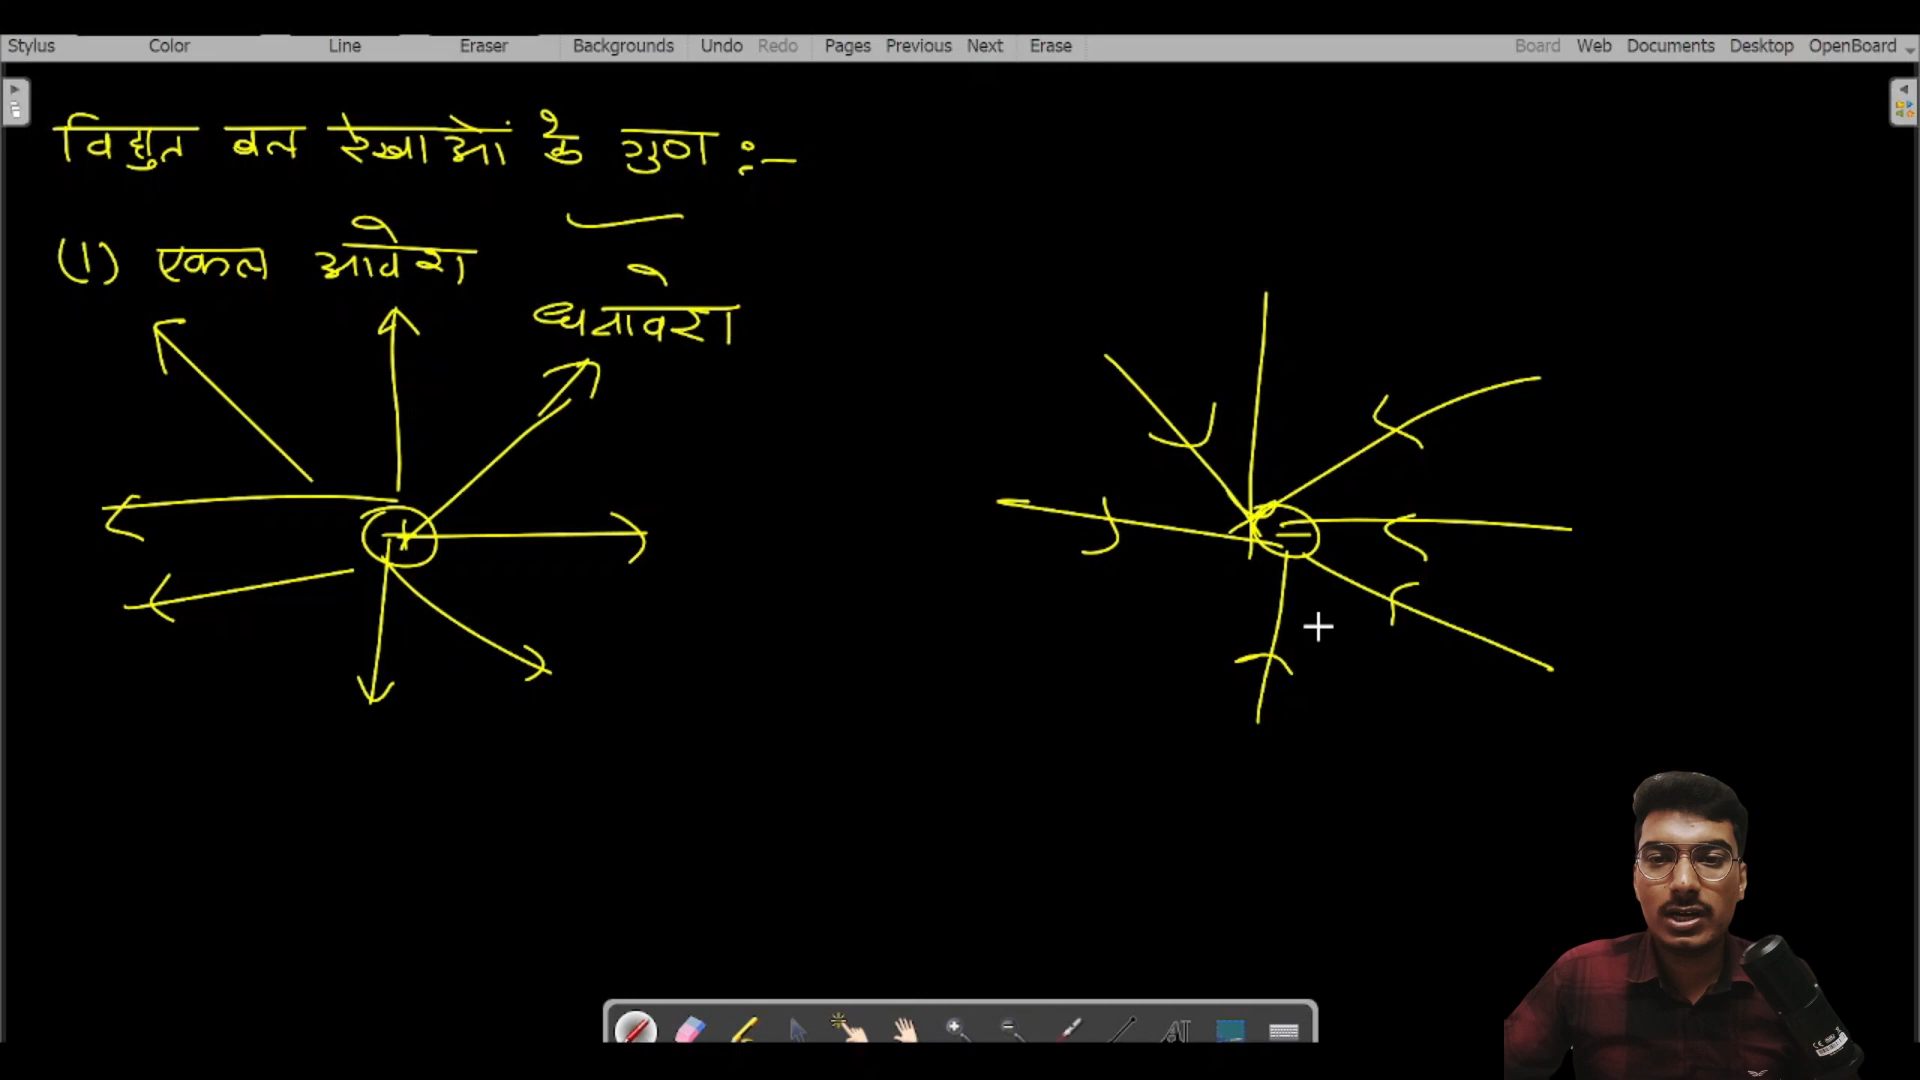 Stylus Color Line Eraser Backgrounds Undo Redo Pages Previous Next Erase Board Web Documents Desktop OpenBoard
विद्युत बल रेखाओं के गुण :-
(1) एकल आवेश
धनावेश
+
−